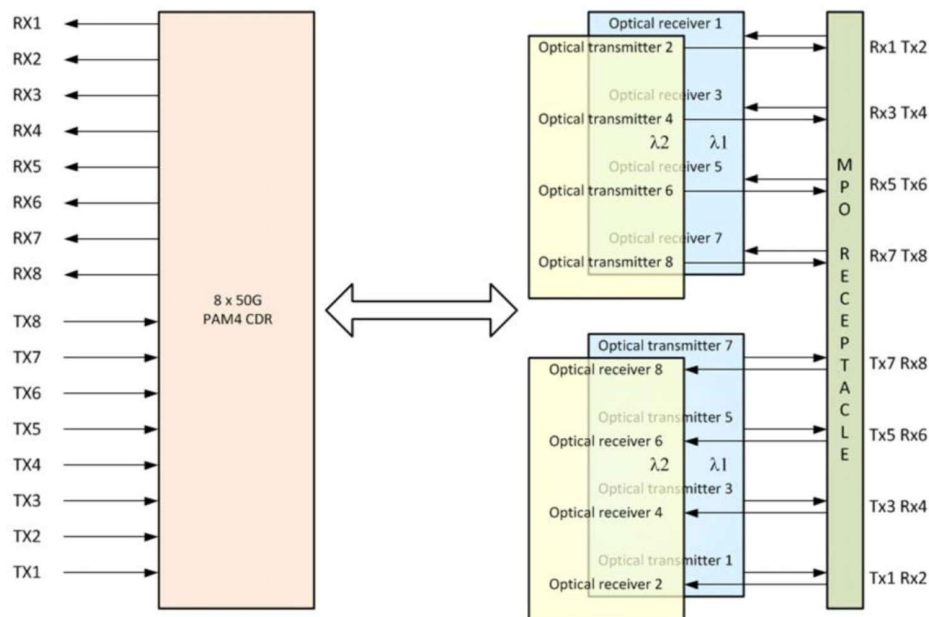 RX1
RX2
RX3
RX4
RX5
RX6
RX7
RX8
TX8
TX7
TX6
TX5
TX4
TX3
TX2
TX1
8 x 50G
PAM4 CDR
Optical receiver 1
Optical transmitter 2
Optical receiver 3
Optical transmitter 4
λ2 λ1
Optical receiver 5
Optical transmitter 6
Optical receiver 7
Optical transmitter 8
Optical transmitter 7
Optical receiver 8
Optical transmitter 5
Optical receiver 6
λ2 λ1
Optical transmitter 3
Optical receiver 4
Optical transmitter 1
Optical receiver 2
MPO RECEPTACLE
Rx1 Tx2
Rx3 Tx4
Rx5 Tx6
Rx7 Tx8
Tx7 Rx8
Tx5 Rx6
Tx3 Rx4
Tx1 Rx2